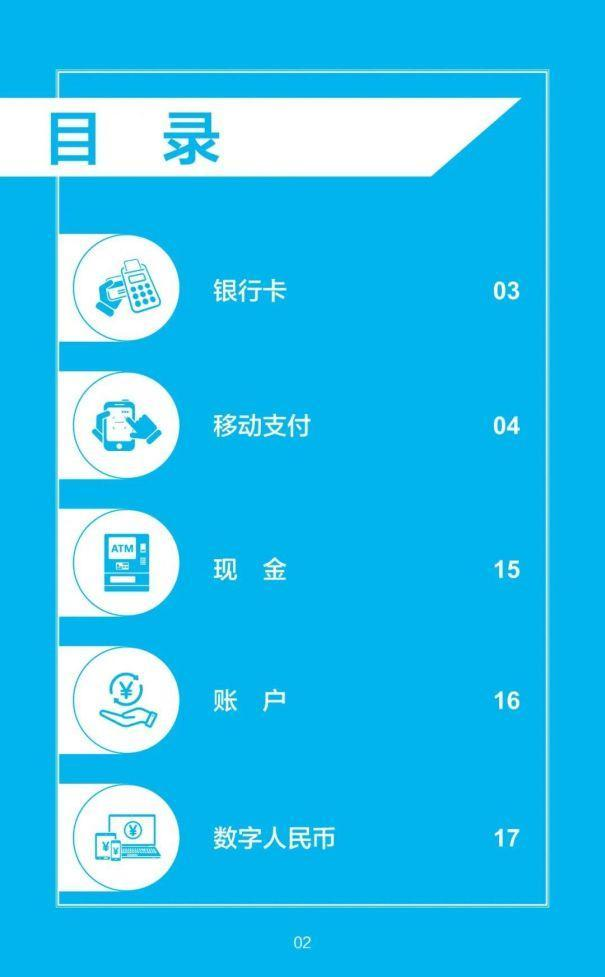 目 录
银行卡 03
移动支付 04
ATM
现 金 15
¥
账 户 16
¥
¥ ¥
数字人民币 17
02